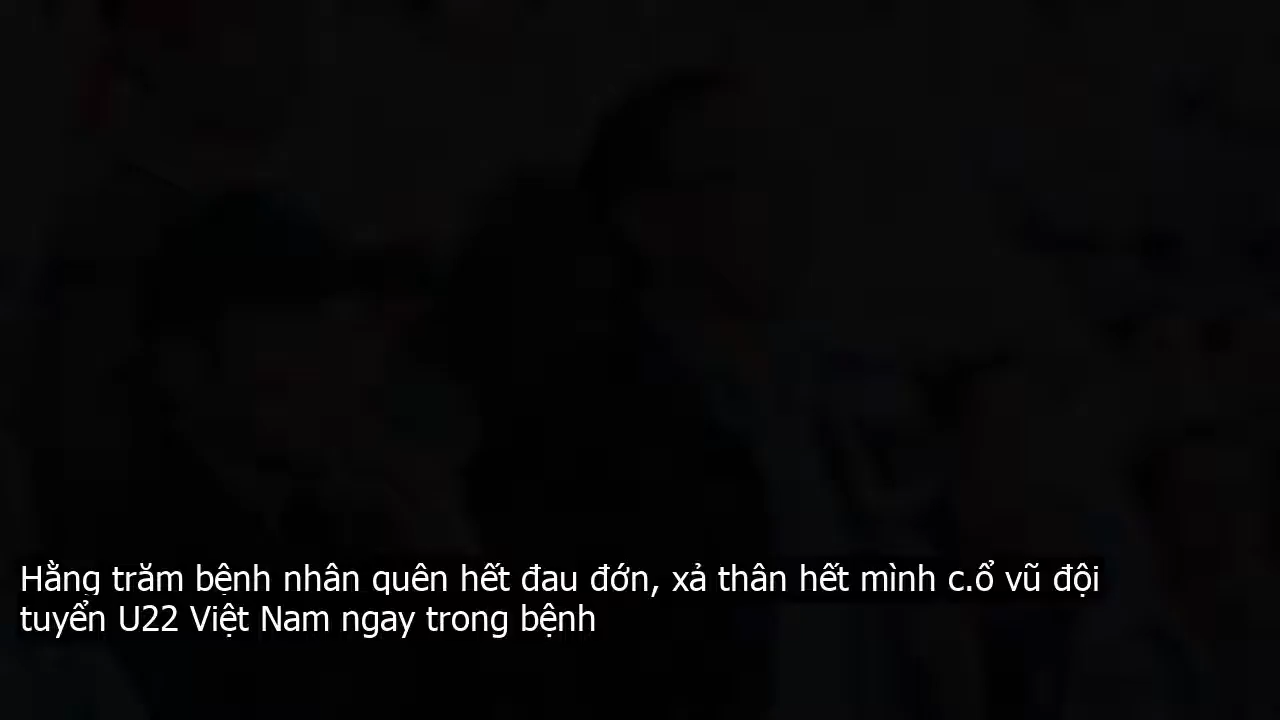 Hằng trăm bệnh nhân quên hết đau đớn, xả thân hết mình c.ổ vũ đội
tuyển U22 Việt Nam ngay trong bệnh